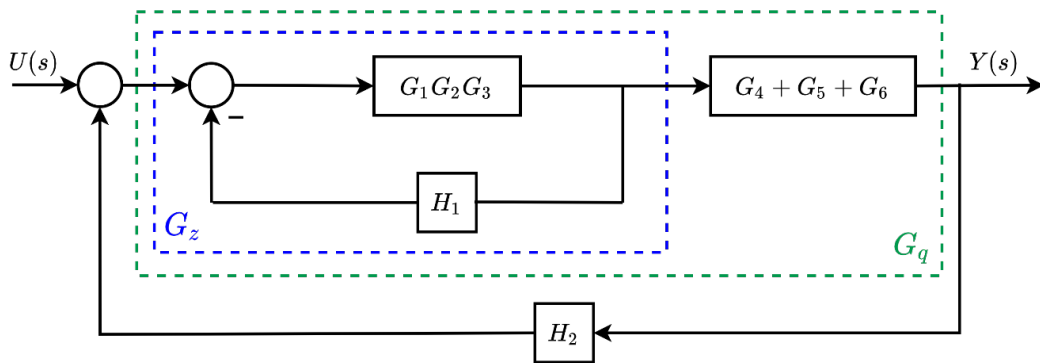 U(s)
G₁G₂G₃
G₄ + G₅ + G₆
Y(s)
−
H₁
G_z
G_q
H₂